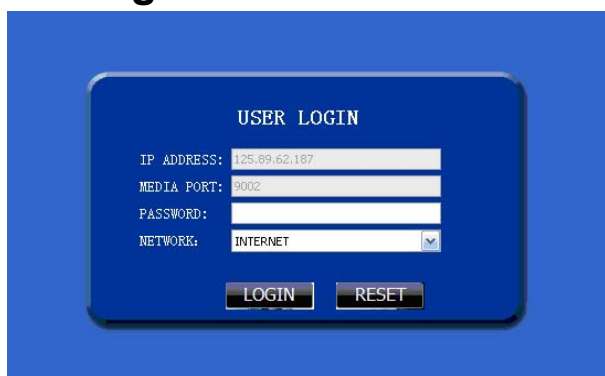 USER LOGIN
IP ADDRESS: 125.89.62.187
MEDIA PORT: 9002
PASSWORD:
NETWORK: INTERNET
LOGIN RESET